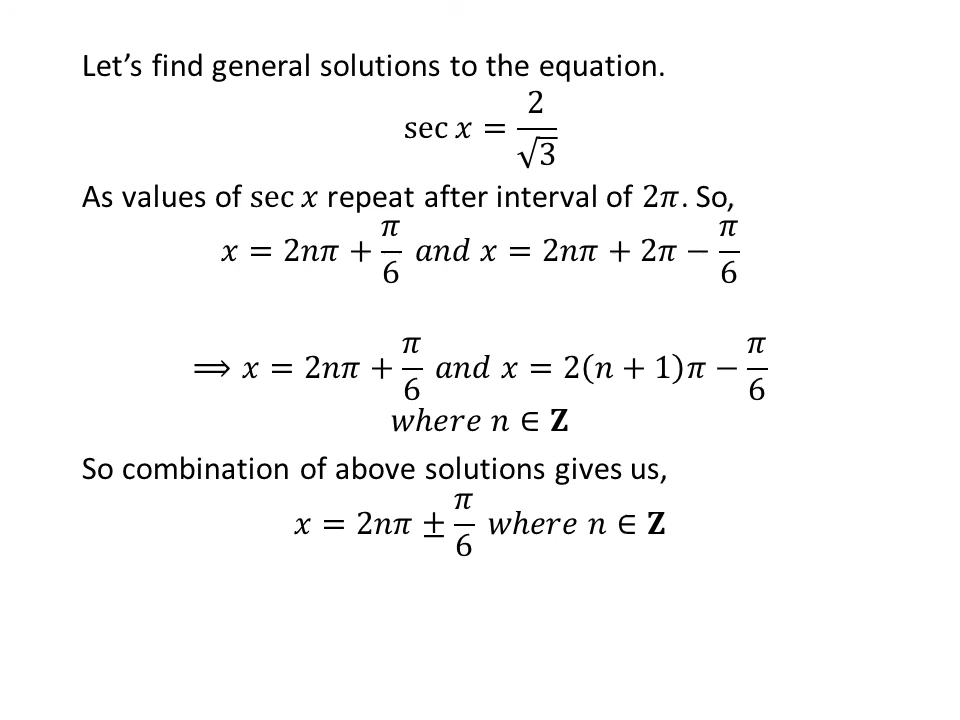 Let’s find general solutions to the equation.
sec 𝑥 = 2/√3
As values of sec 𝑥 repeat after interval of 2𝜋. So,
𝑥 = 2𝑛𝜋 + 𝜋/6 𝑎𝑛𝑑 𝑥 = 2𝑛𝜋 + 2𝜋 − 𝜋/6
⟹ 𝑥 = 2𝑛𝜋 + 𝜋/6 𝑎𝑛𝑑 𝑥 = 2(𝑛 + 1)𝜋 − 𝜋/6
𝑤ℎ𝑒𝑟𝑒 𝑛 ∈ 𝐙
So combination of above solutions gives us,
𝑥 = 2𝑛𝜋 ± 𝜋/6 𝑤ℎ𝑒𝑟𝑒 𝑛 ∈ 𝐙